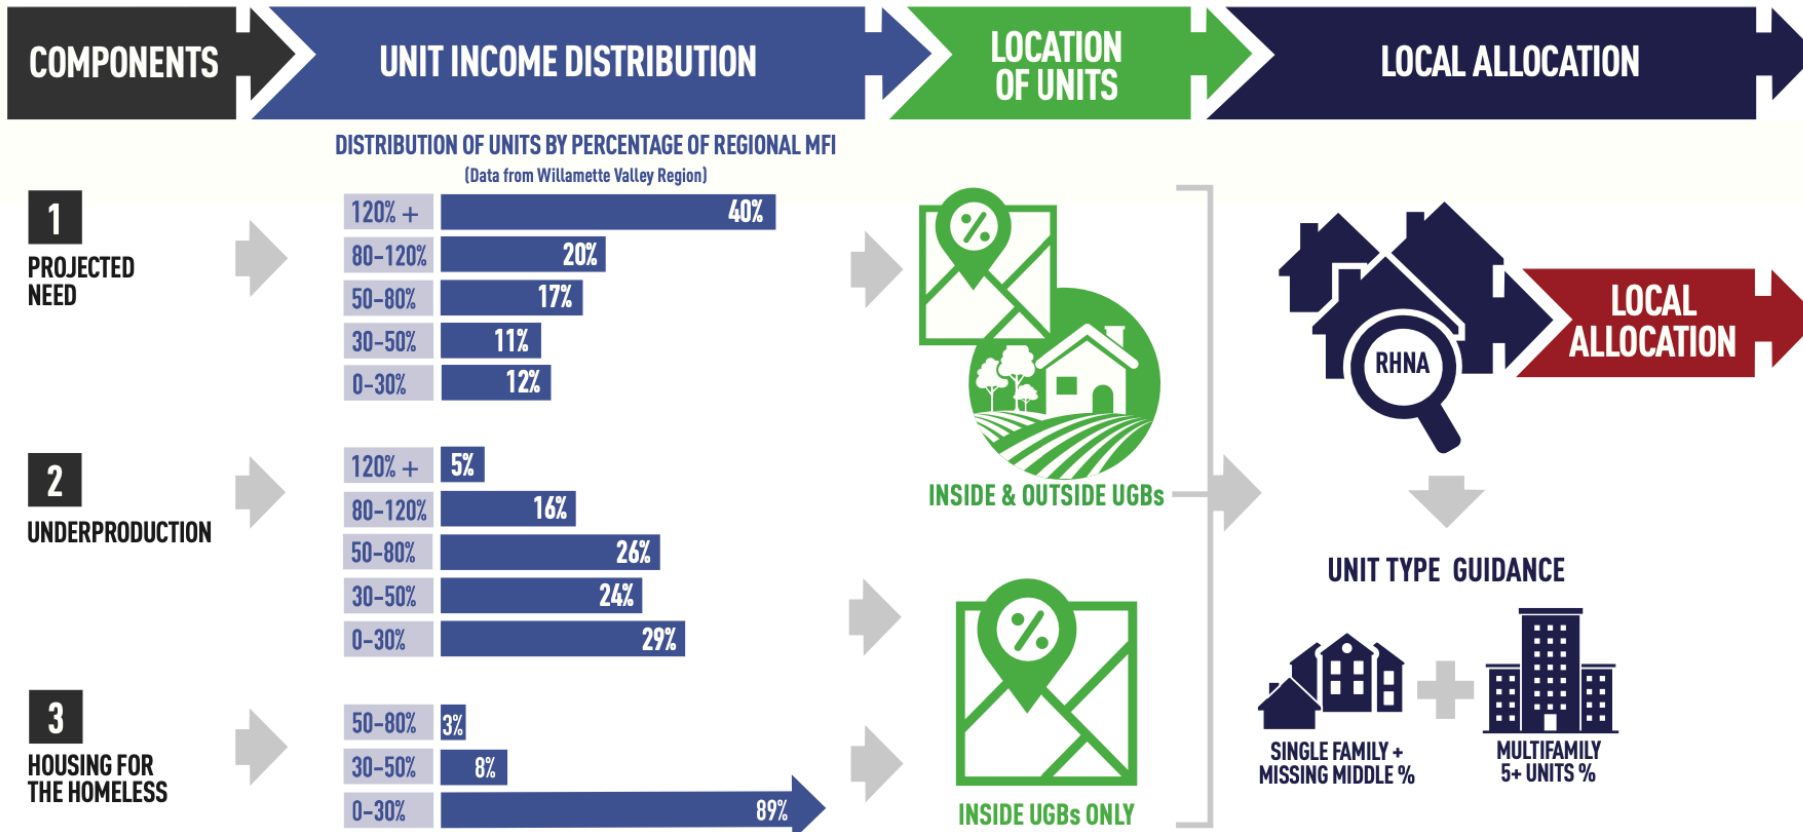 COMPONENTS
UNIT INCOME DISTRIBUTION
LOCATION
OF UNITS
LOCAL ALLOCATION
DISTRIBUTION OF UNITS BY PERCENTAGE OF REGIONAL MFI
(Data from Willamette Valley Region)
1
PROJECTED
NEED
120% + 40%
80-120% 20%
50-80% 17%
30-50% 11%
0-30% 12%
2
UNDERPRODUCTION
120% + 5%
80-120% 16%
50-80% 26%
30-50% 24%
0-30% 29%
3
HOUSING FOR
THE HOMELESS
50-80% 3%
30-50% 8%
0-30% 89%
%
INSIDE & OUTSIDE UGBs
%
INSIDE UGBs ONLY
RHNA
LOCAL
ALLOCATION
UNIT TYPE GUIDANCE
SINGLE FAMILY +
MISSING MIDDLE %
MULTIFAMILY
5+ UNITS %